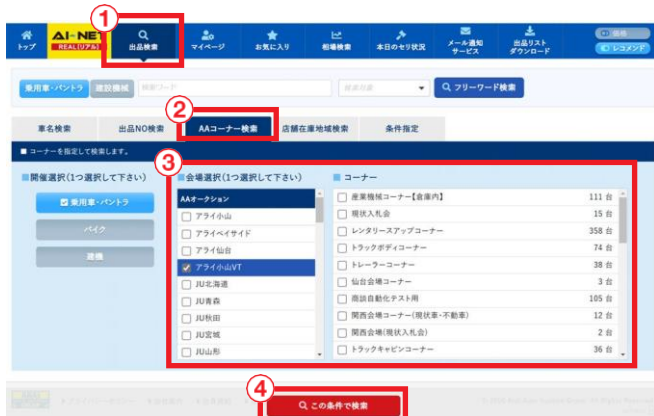 ①
トップ
AI-NET
REAL[リアル]
出品検索
マイページ
お気に入り
相場検索
本日のセリ状況
メール通知
サービス
出品リスト
ダウンロード
価格
レコメンド
乗用車・バントラ
建設機械
検索ワード
検索対象
フリーワード検索
②
車名検索
出品NO検索
AAコーナー検索
店舗在庫地域検索
条件指定
コーナーを指定して検索します。
③
開催選択(1つ選択して下さい)
会場選択(1つ選択して下さい)
コーナー
乗用車・バントラ
バイク
建機
AAオークション
アライ小山
アライベイサイド
アライ仙台
アライ小山VT
JU北海道
JU青森
JU秋田
JU宮城
JU山形
産業機械コーナー【倉庫内】 111 台
現状入札会 15 台
レンタリースアップコーナー 358 台
トラックボディコーナー 74 台
トレーラーコーナー 38 台
仙台会場コーナー 3 台
商談自動化テスト用 105 台
関西会場コーナー(現状車・不動車) 12 台
関西会場(現状入札会) 2 台
トラックキャビンコーナー 36 台
④
この条件で検索